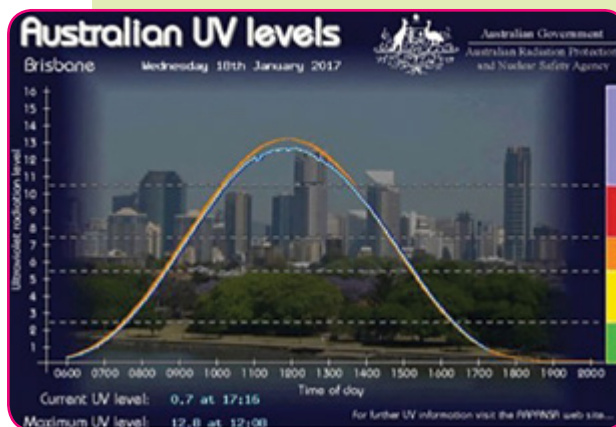 Australian UV levels
Australian Government
Australian Radiation Protection
and Nuclear Safety Agency
Brisbane Wednesday 18th January 2017
Ultraviolet radiation level
16
15
14
13
12
11
10
9
8
7
6
5
4
3
2
1
0600 0700 0800 0900 1000 1100 1200 1300 1400 1500 1600 1700 1800 1900 2000
Time of day
Current UV level: 0.7 at 17:16
Maximum UV level: 12.8 at 12:08
For further UV information visit the ARPANSA web site...